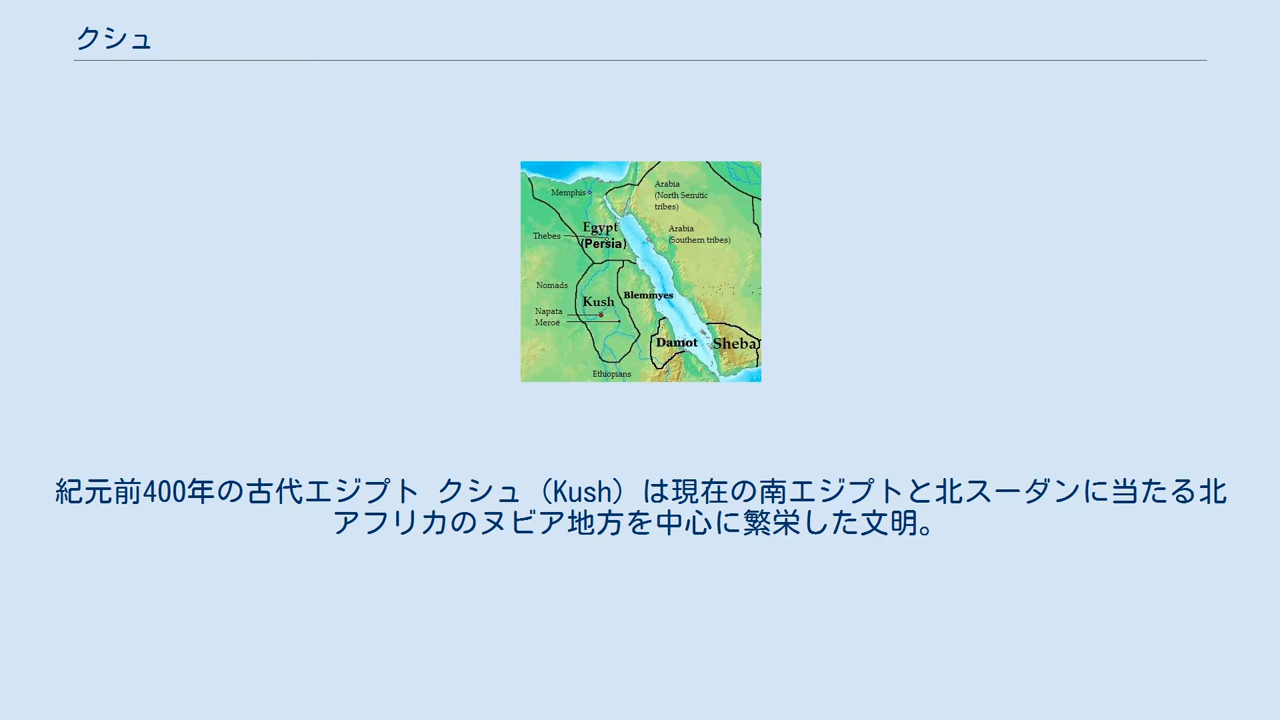 クシュ
Memphis
Arabia
(North Semitic
tribes)
Egypt
(Persia)
Thebes
Arabia
(Southern tribes)
Nomads
Kush
Blemmyes
Napata
Meroë
Damot
Sheba
Ethiopians
紀元前400年の古代エジプト クシュ（Kush）は現在の南エジプトと北スーダンに当たる北
アフリカのヌビア地方を中心に繁栄した文明。